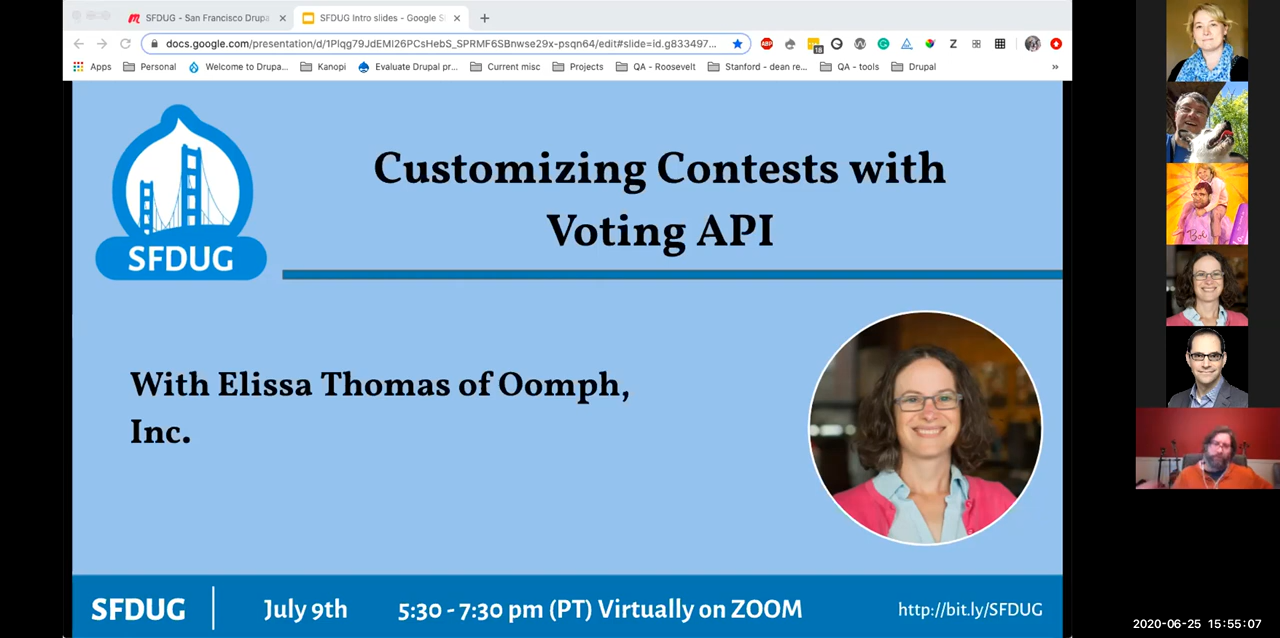 SFDUG - San Francisco Drupa
SFDUG Intro slides - Google S
docs.google.com/presentation/d/1Plqg79JdEMI26PCsHebS_SPRMF6SBnwse29x-psqn64/edit#slide=id.g833497...
ABP
18
Z
Apps
Personal
Welcome to Drupa...
Kanopi
Evaluate Drupal pr...
Current misc
Projects
QA - Roosevelt
Stanford - dean re...
QA - tools
Drupal
»
SFDUG
Customizing Contests with
Voting API
With Elissa Thomas of Oomph,
Inc.
SFDUG
July 9th
5:30 - 7:30 pm (PT) Virtually on ZOOM
http://bit.ly/SFDUG
2020-06-25 15:55:07